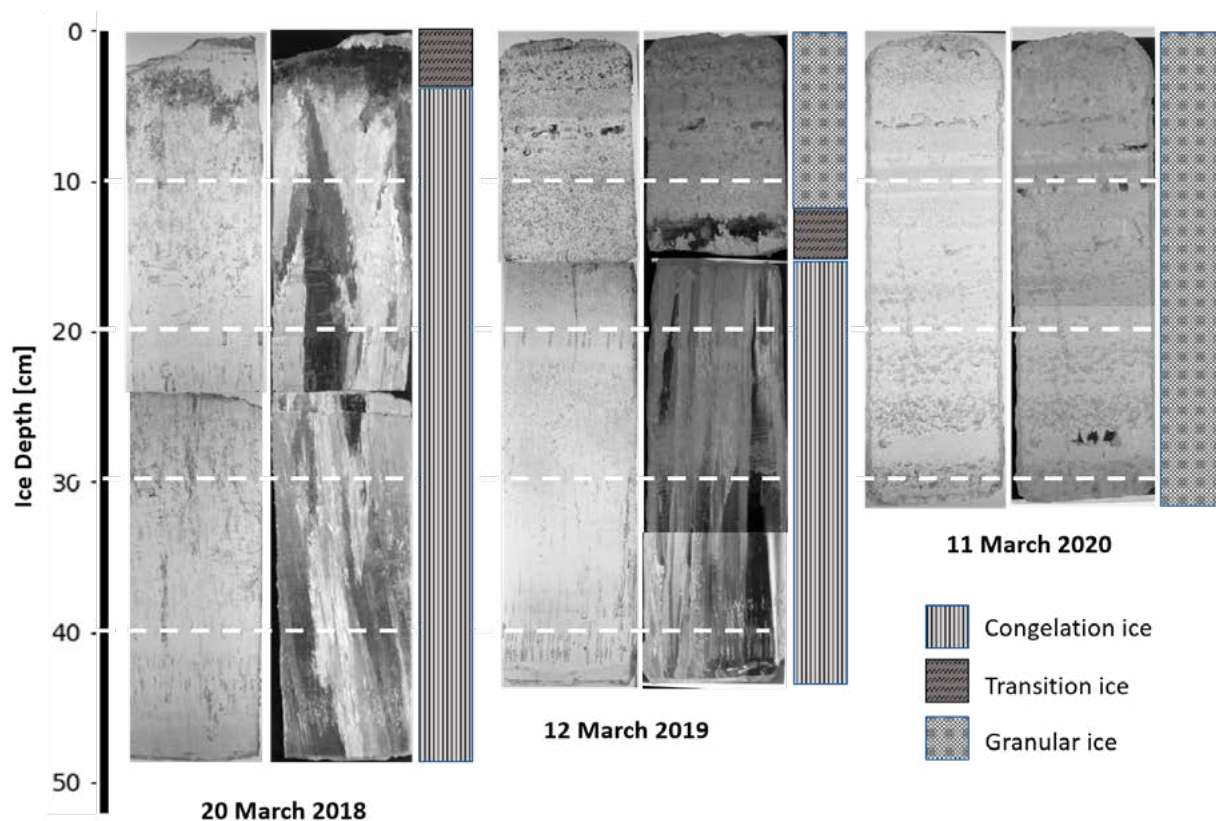 0
10
20
30
40
50
Ice Depth [cm]
20 March 2018
12 March 2019
11 March 2020
Congelation ice
Transition ice
Granular ice